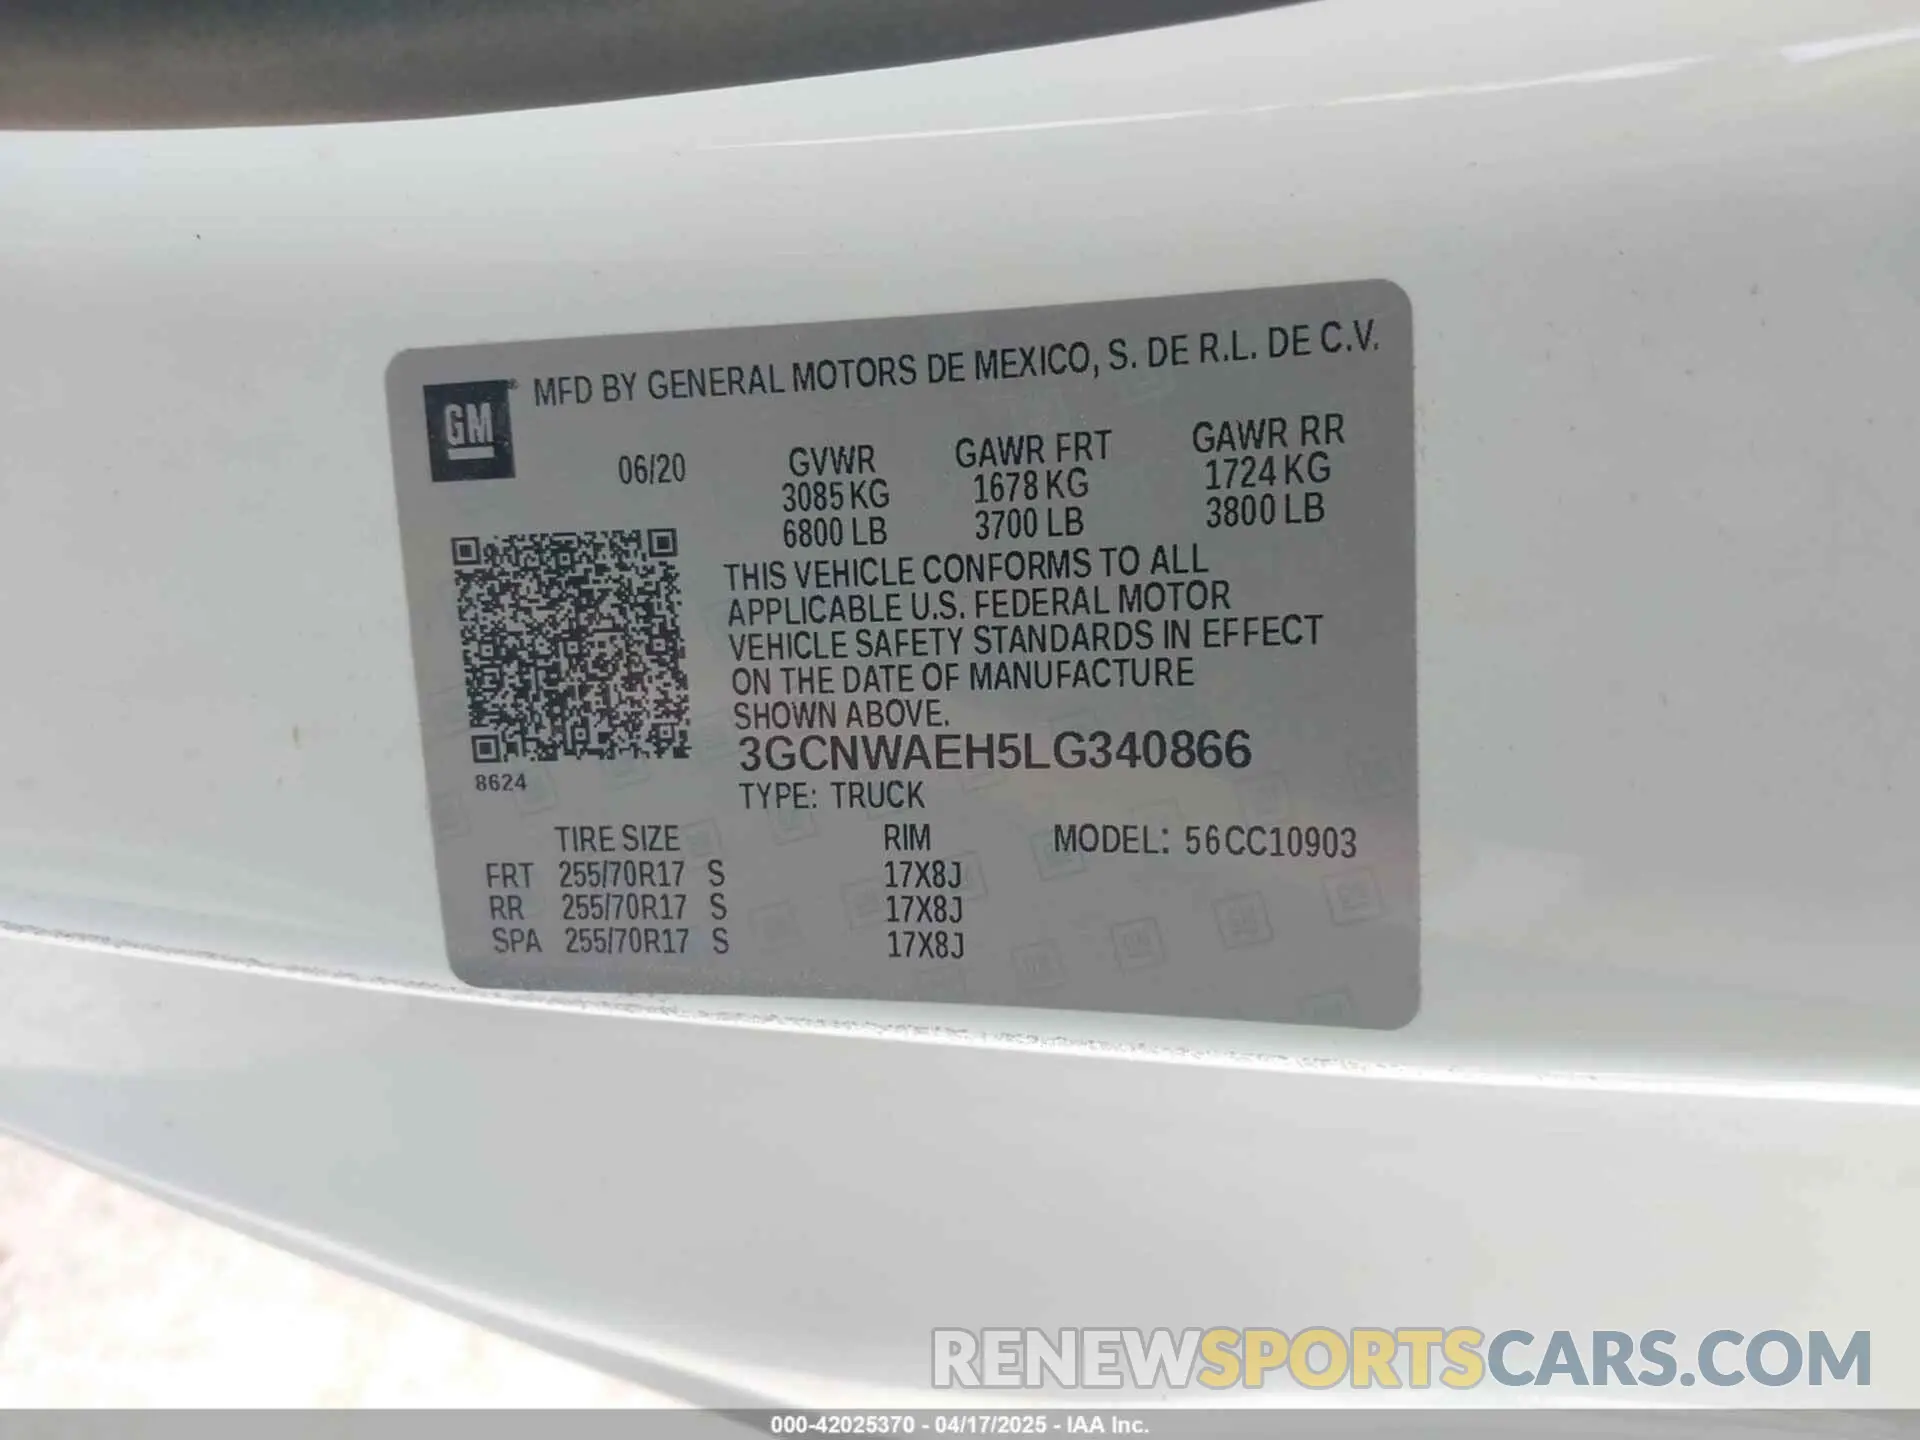 GM® MFD BY GENERAL MOTORS DE MEXICO, S. DE R.L. DE C.V.
06/20 GVWR GAWR FRT GAWR RR
3085 KG 1678 KG 1724 KG
6800 LB 3700 LB 3800 LB
THIS VEHICLE CONFORMS TO ALL
APPLICABLE U.S. FEDERAL MOTOR
VEHICLE SAFETY STANDARDS IN EFFECT
ON THE DATE OF MANUFACTURE
SHOWN ABOVE.
3GCNWAEH5LG340866
8624
TYPE: TRUCK
TIRE SIZE RIM MODEL: 56CC10903
FRT 255/70R17 S 17X8J
RR 255/70R17 S 17X8J
SPA 255/70R17 S 17X8J
RENEWSPORTSCARS.COM
000-42025370 - 04/17/2025 - IAA Inc.